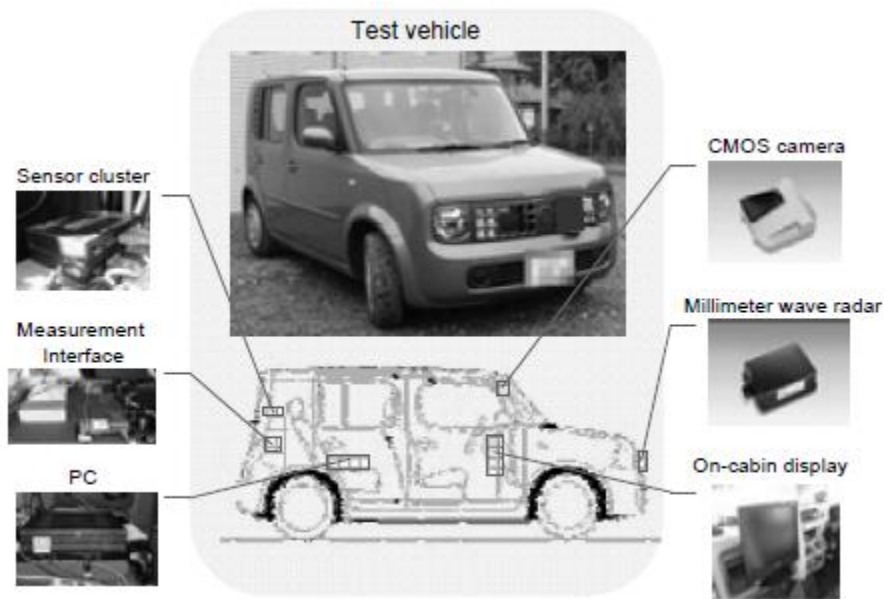 Test vehicle
CMOS camera
Sensor cluster
Millimeter wave radar
Measurement
Interface
On-cabin display
PC